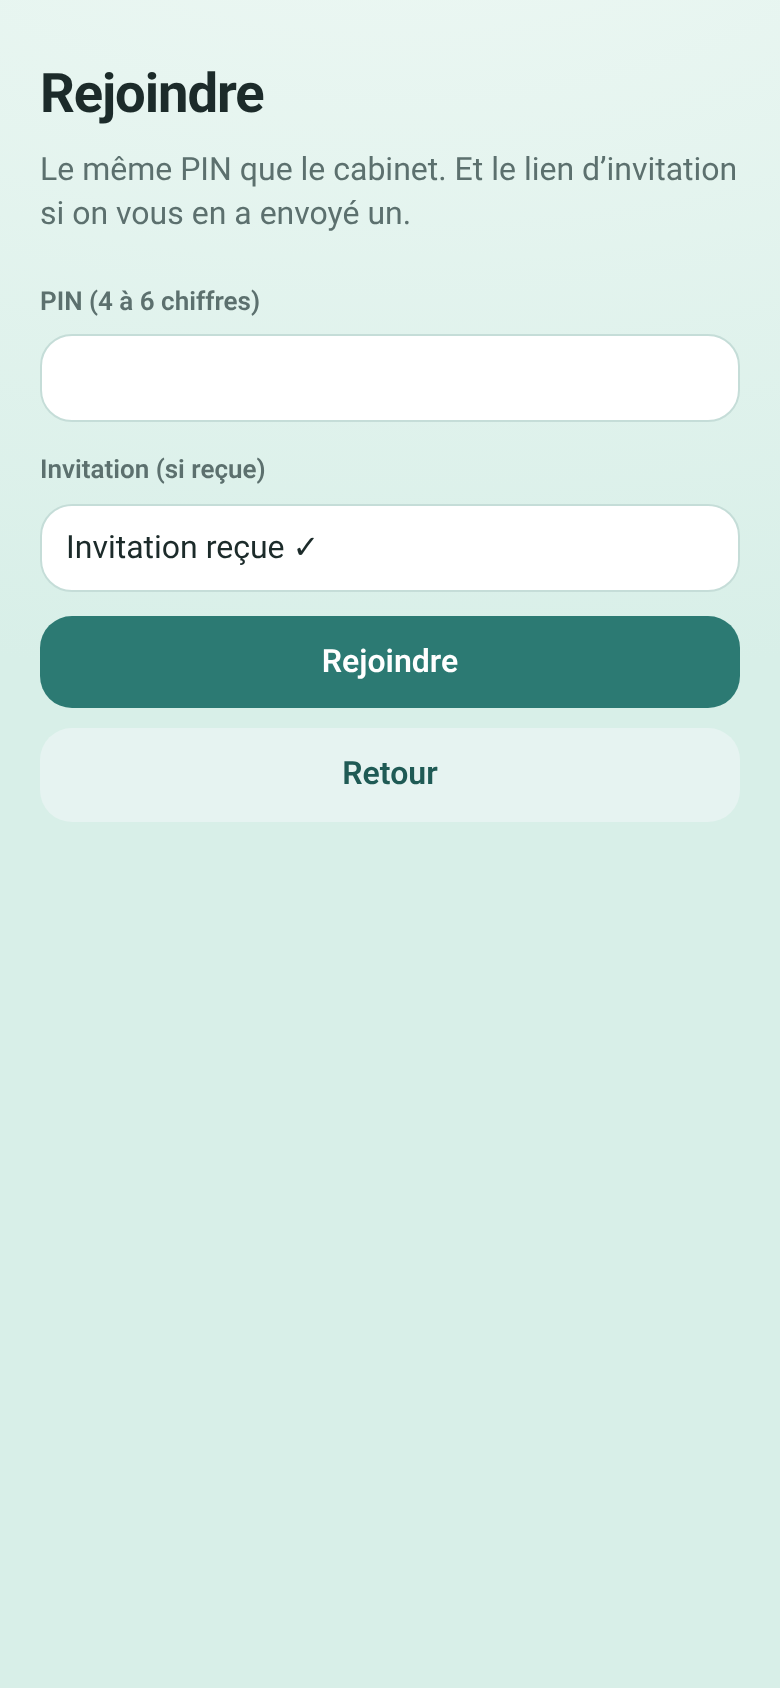 Rejoindre
Le même PIN que le cabinet. Et le lien d’invitation
si on vous en a envoyé un.
PIN (4 à 6 chiffres)
Invitation (si reçue)
Invitation reçue ✓
Rejoindre
Retour